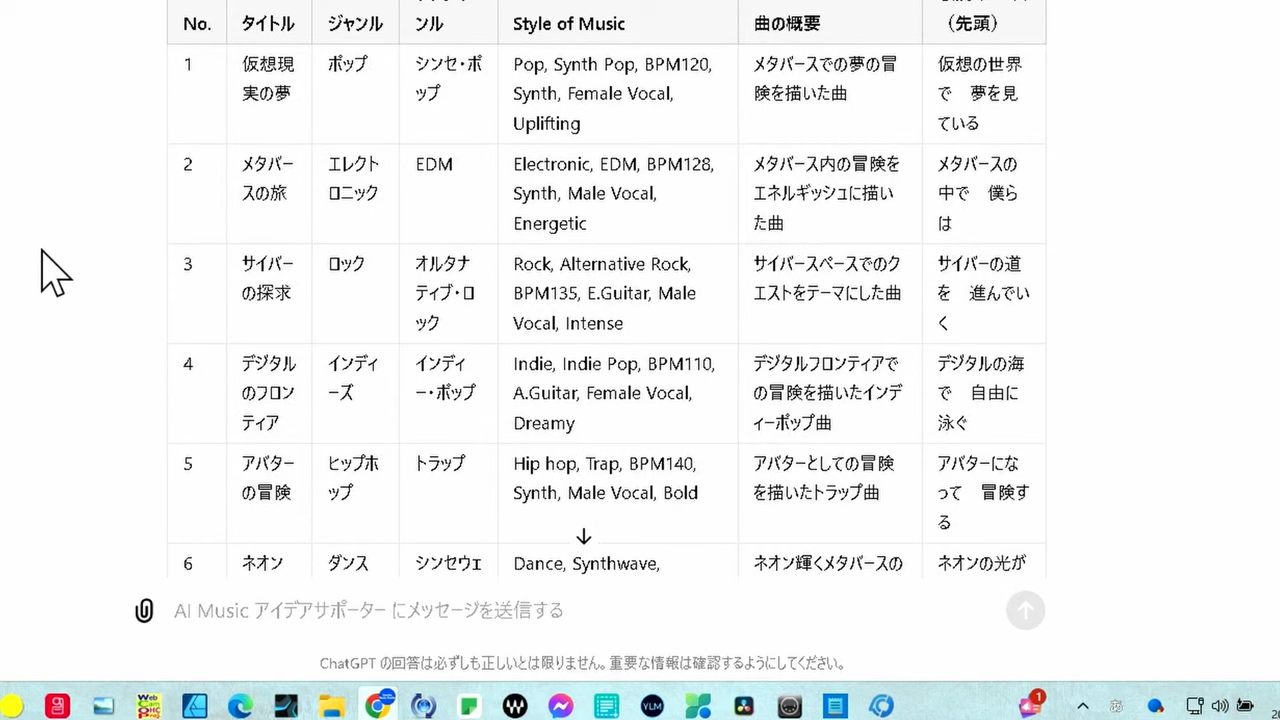 No. タイトル ジャンル ンル Style of Music 曲の概要 （先頭）
1 仮想現 ポップ シンセ・ポ Pop, Synth Pop, BPM120, メタバースでの夢の冒 仮想の世界
実の夢 ップ Synth, Female Vocal, 険を描いた曲 で　夢を見
Uplifting ている
2 メタバー エレクト EDM Electronic, EDM, BPM128, メタバース内の冒険を メタバースの
スの旅 ロニック Synth, Male Vocal, エネルギッシュに描い 中で　僕ら
Energetic た曲 は
3 サイバー ロック オルタナ Rock, Alternative Rock, サイバースペースでのク サイバーの道
の探求 ティブ・ロ BPM135, E.Guitar, Male エストをテーマにした曲 を　進んでい
ック Vocal, Intense く
4 デジタル インディ インディ Indie, Indie Pop, BPM110, デジタルフロンティアで デジタルの海
のフロン ーズ ー・ポップ A.Guitar, Female Vocal, の冒険を描いたインデ で　自由に
ティア Dreamy ィーポップ曲 泳ぐ
5 アバター ヒップホ トラップ Hip hop, Trap, BPM140, アバターとしての冒険 アバターにな
の冒険 ップ Synth, Male Vocal, Bold を描いたトラップ曲 って　冒険す
る
6 ネオン ダンス シンセウェ Dance, Synthwave, ネオン輝くメタバースの ネオンの光が
AI Music アイデアサポーター にメッセージを送信する
ChatGPT の回答は必ずしも正しいとは限りません。重要な情報は確認するようにしてください。
YLM
1
あ